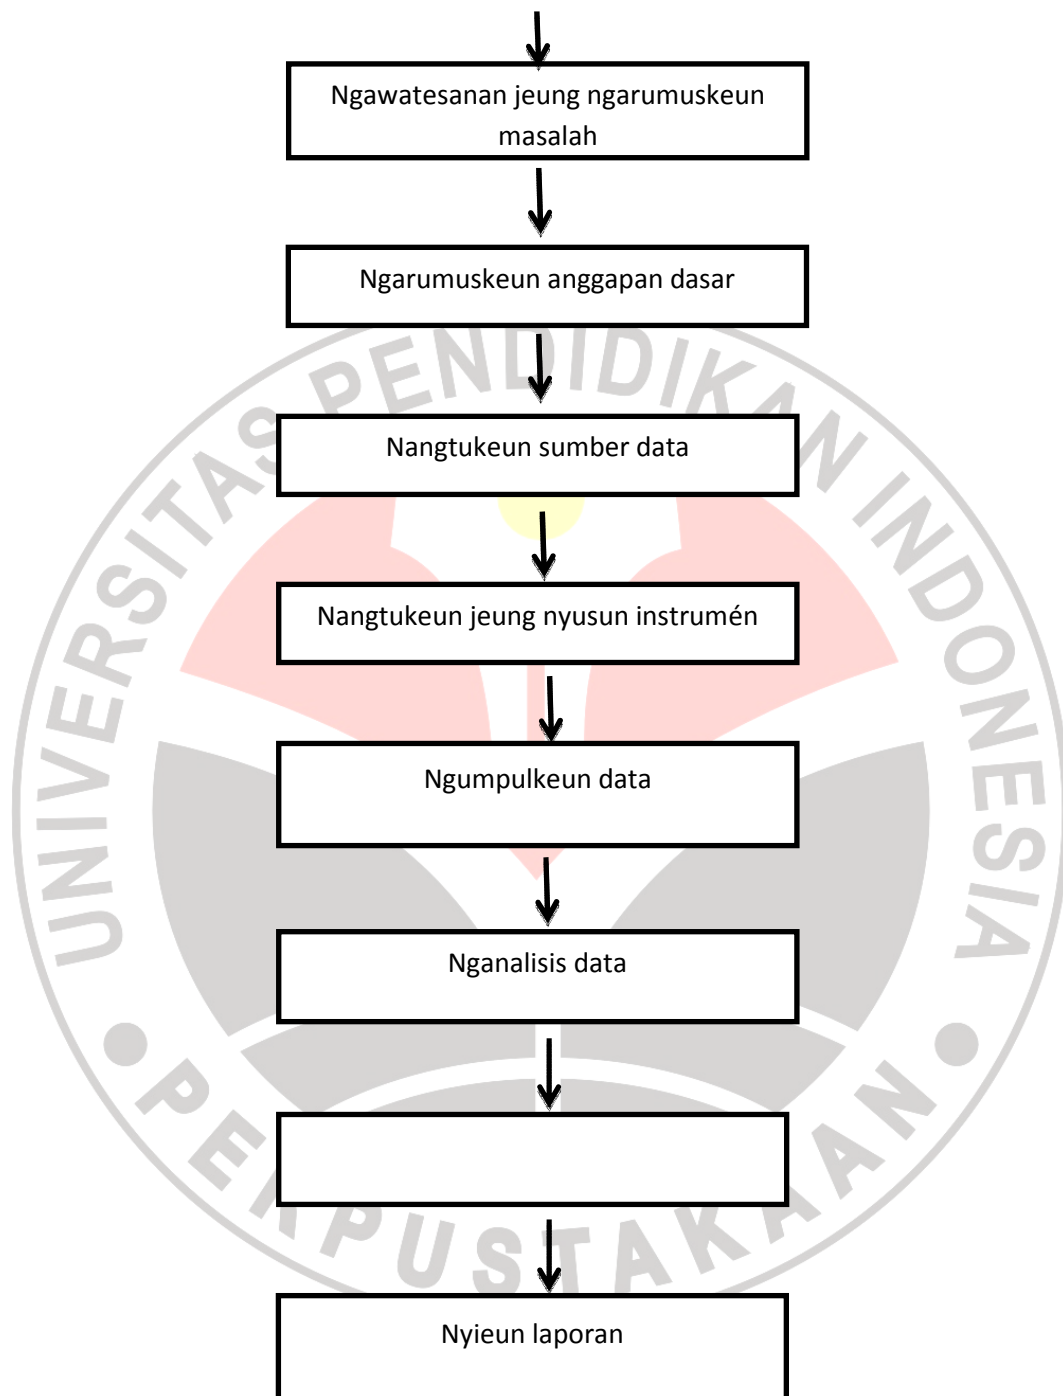 Ngawatesanan jeung ngarumuskeun
masalah
Ngarumuskeun anggapan dasar
UNIVERSITAS PENDIDIKAN INDONESIA
Nangtukeun sumber data
Nangtukeun jeung nyusun instrumén
Ngumpulkeun data
Nganalisis data
PERPUSTAKAAN
Nyieun laporan